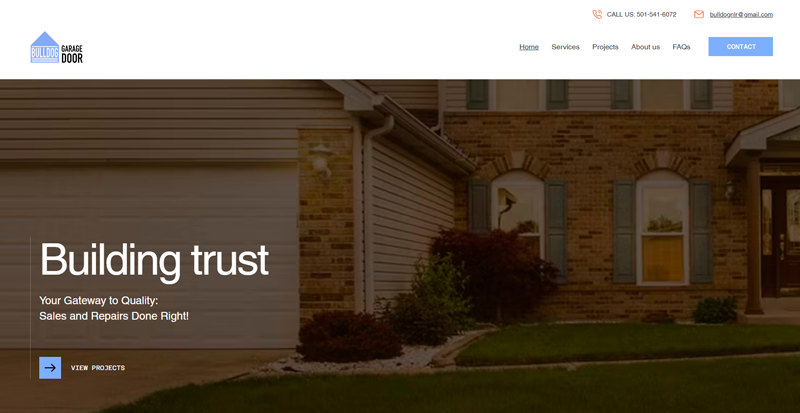 CALL US: 501-541-6072
bulldognlr@gmail.com
BULLDOG
GARAGE
DOOR
Home
Services
Projects
About us
FAQs
CONTACT
Building trust
Your Gateway to Quality:
Sales and Repairs Done Right!
VIEW PROJECTS